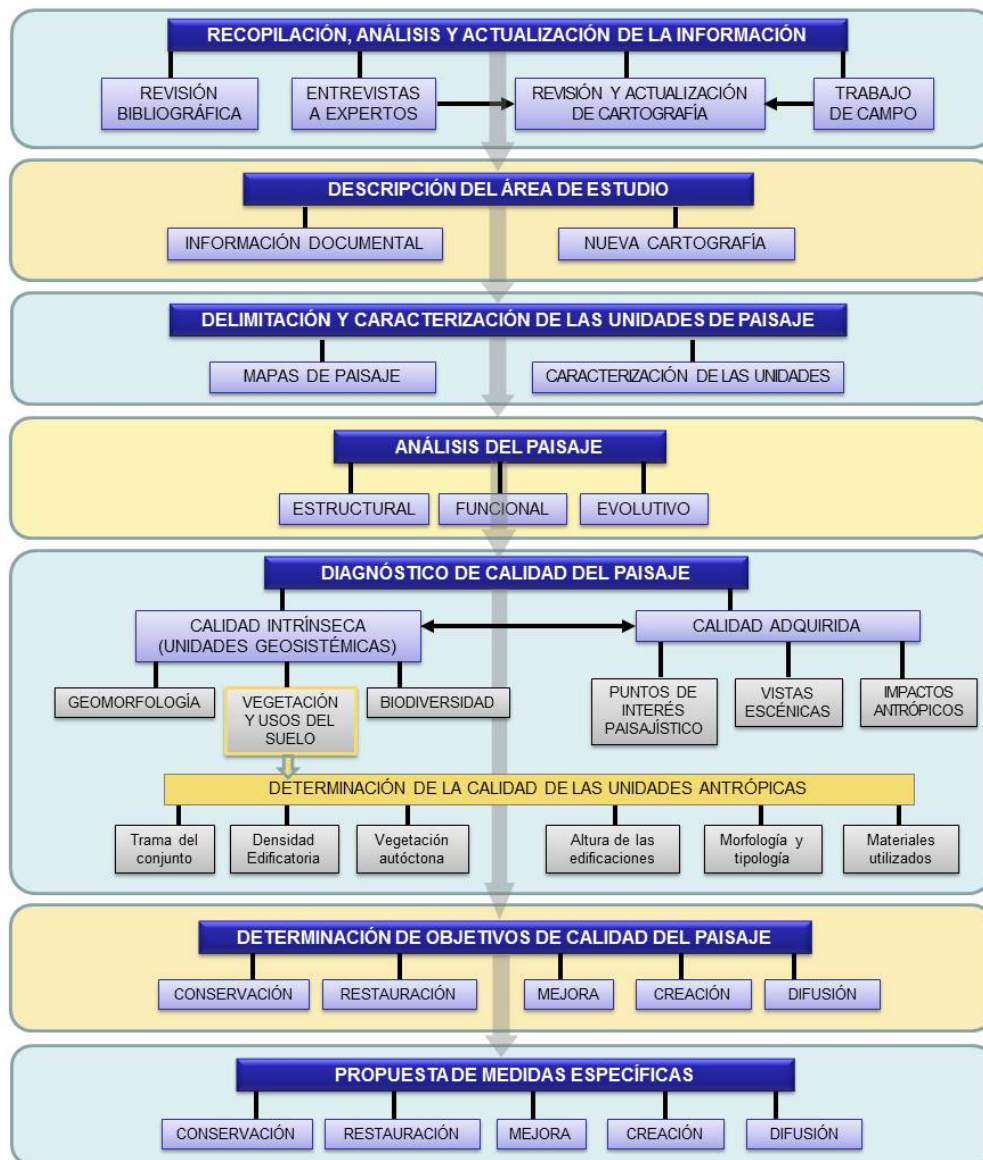 RECOPILACIÓN, ANÁLISIS Y ACTUALIZACIÓN DE LA INFORMACIÓN
REVISIÓN
BIBLIOGRÁFICA
ENTREVISTAS
A EXPERTOS
REVISIÓN Y ACTUALIZACIÓN
DE CARTOGRAFÍA
TRABAJO
DE CAMPO
DESCRIPCIÓN DEL ÁREA DE ESTUDIO
INFORMACIÓN DOCUMENTAL
NUEVA CARTOGRAFÍA
DELIMITACIÓN Y CARACTERIZACIÓN DE LAS UNIDADES DE PAISAJE
MAPAS DE PAISAJE
CARACTERIZACIÓN DE LAS UNIDADES
ANÁLISIS DEL PAISAJE
ESTRUCTURAL
FUNCIONAL
EVOLUTIVO
DIAGNÓSTICO DE CALIDAD DEL PAISAJE
CALIDAD INTRÍNSECA
(UNIDADES GEOSISTÉMICAS)
CALIDAD ADQUIRIDA
GEOMORFOLOGÍA
VEGETACIÓN
Y USOS DEL
SUELO
BIODIVERSIDAD
PUNTOS DE
INTERÉS
PAISAJÍSTICO
VISTAS
ESCÉNICAS
IMPACTOS
ANTRÓPICOS
DETERMINACIÓN DE LA CALIDAD DE LAS UNIDADES ANTRÓPICAS
Trama del
conjunto
Densidad
Edificatoria
Vegetación
autóctona
Altura de las
edificaciones
Morfología y
tipología
Materiales
utilizados
DETERMINACIÓN DE OBJETIVOS DE CALIDAD DEL PAISAJE
CONSERVACIÓN
RESTAURACIÓN
MEJORA
CREACIÓN
DIFUSIÓN
PROPUESTA DE MEDIDAS ESPECÍFICAS
CONSERVACIÓN
RESTAURACIÓN
MEJORA
CREACIÓN
DIFUSIÓN